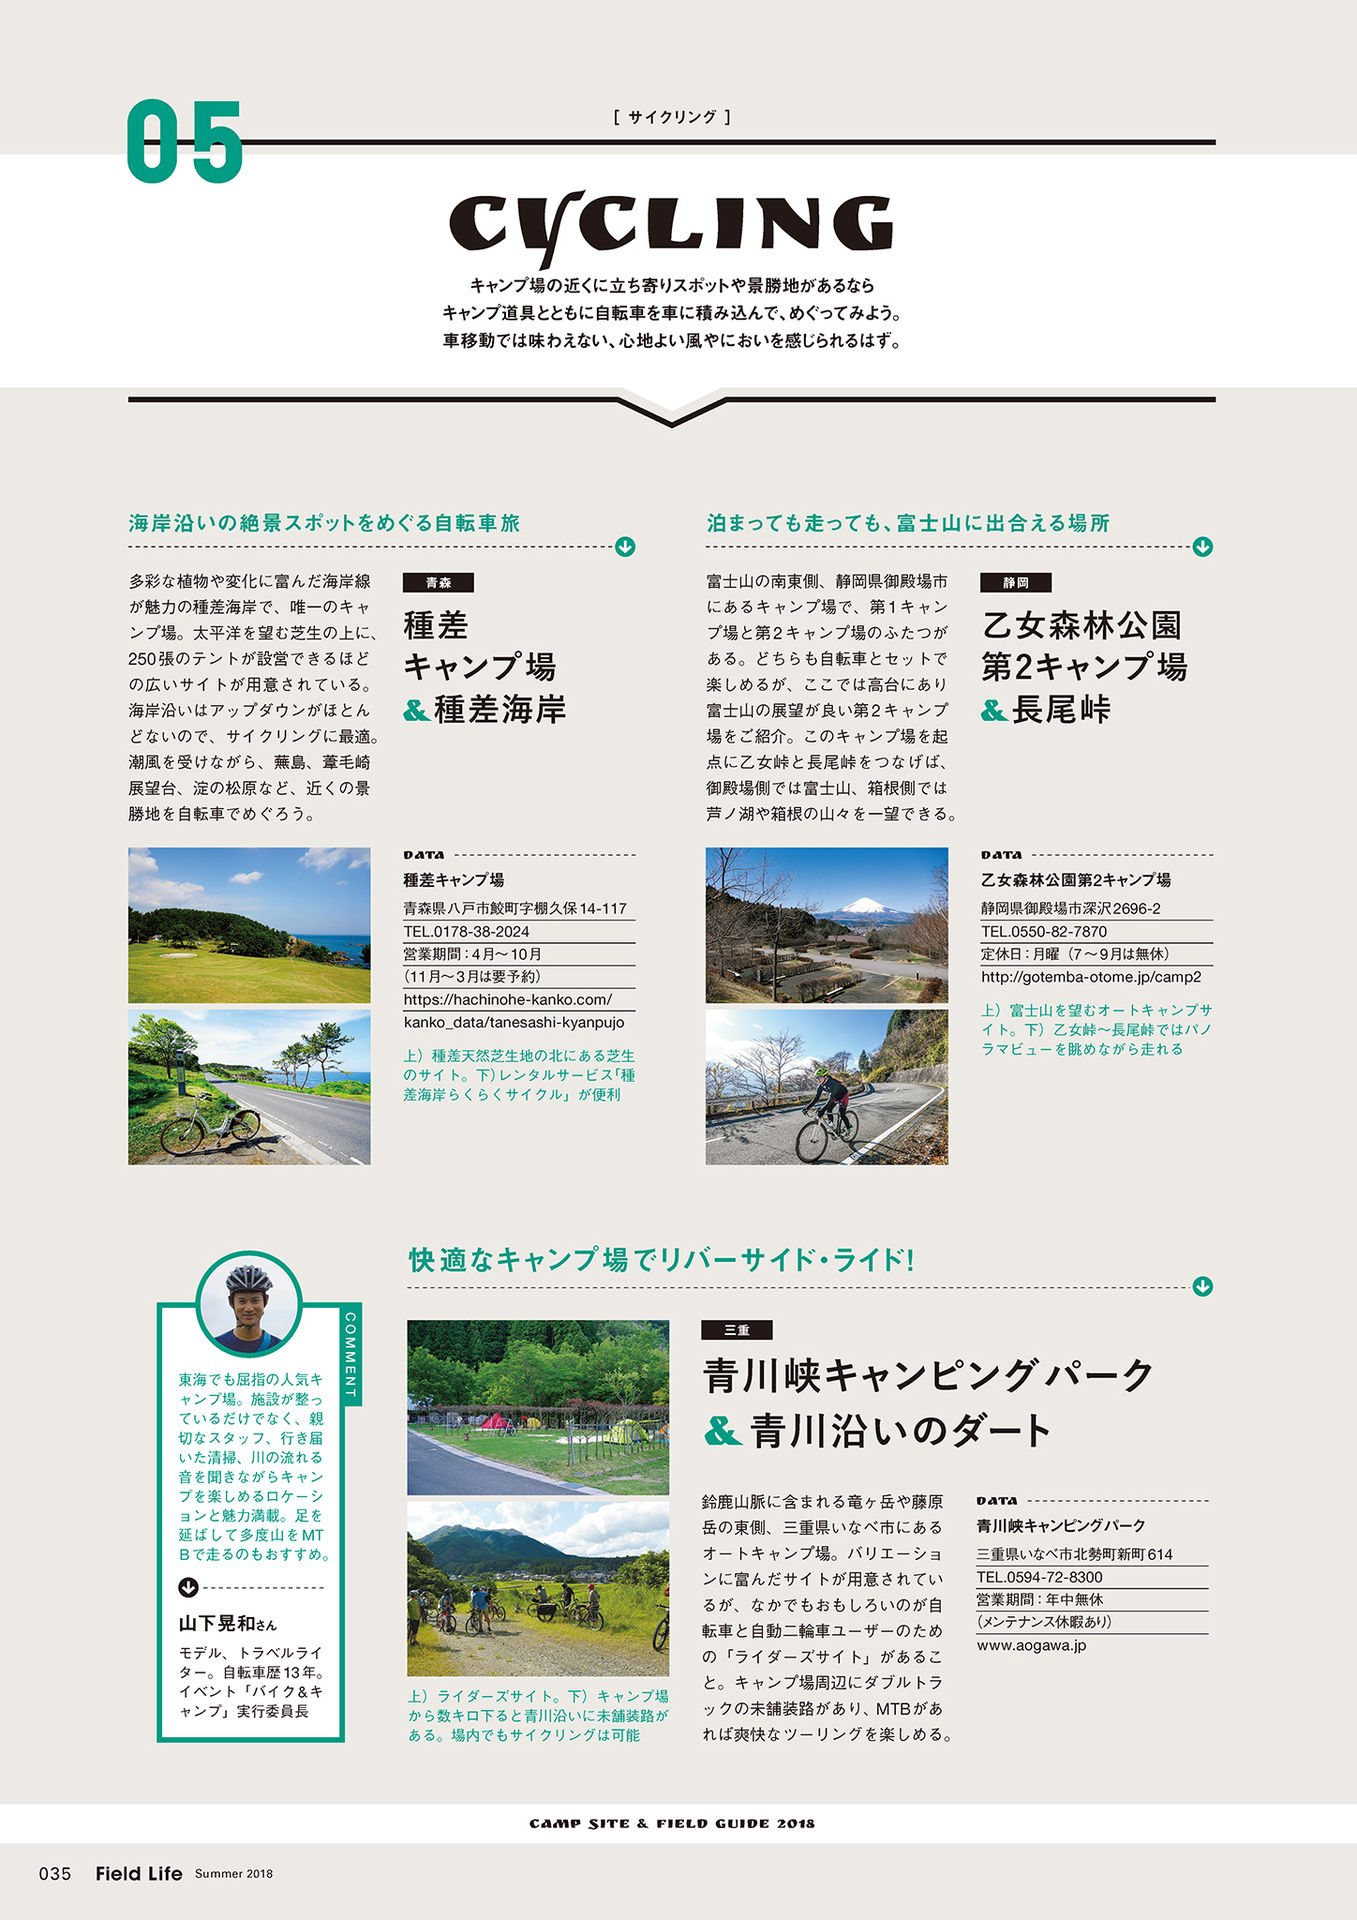 05
[ サイクリング ]
CYCLING
キャンプ場の近くに立ち寄りスポットや景勝地があるなら
キャンプ道具とともに自転車を車に積み込んで、めぐってみよう。
車移動では味わえない、心地よい風やにおいを感じられるはず。
海岸沿いの絶景スポットをめぐる自転車旅
多彩な植物や変化に富んだ海岸線
が魅力の種差海岸で、唯一のキャ
ンプ場。太平洋を望む芝生の上に、
250張のテントが設営できるほど
の広いサイトが用意されている。
海岸沿いはアップダウンがほとん
どないので、サイクリングに最適。
潮風を受けながら、蕪島、葦毛崎
展望台、淀の松原など、近くの景
勝地を自転車でめぐろう。
青森
種差
キャンプ場
&種差海岸
DATA
種差キャンプ場
青森県八戸市鮫町字棚久保14-117
TEL.0178-38-2024
営業期間：4月〜10月
（11月〜3月は要予約）
https://hachinohe-kanko.com/
kanko_data/tanesashi-kyanpujo
上）種差天然芝生地の北にある芝生
のサイト。下）レンタルサービス「種
差海岸らくらくサイクル」が便利
泊まっても走っても、富士山に出合える場所
富士山の南東側、静岡県御殿場市
にあるキャンプ場で、第1キャン
プ場と第2キャンプ場のふたつが
ある。どちらも自転車とセットで
楽しめるが、ここでは高台にあり
富士山の展望が良い第2キャンプ
場をご紹介。このキャンプ場を起
点に乙女峠と長尾峠をつなげば、
御殿場側では富士山、箱根側では
芦ノ湖や箱根の山々を一望できる。
静岡
乙女森林公園
第2キャンプ場
&長尾峠
DATA
乙女森林公園第2キャンプ場
静岡県御殿場市深沢2696-2
TEL.0550-82-7870
定休日：月曜（7〜9月は無休）
http://gotemba-otome.jp/camp2
上）富士山を望むオートキャンプサ
イト。下）乙女峠〜長尾峠ではパノ
ラマビューを眺めながら走れる
COMMENT
東海でも屈指の人気キ
ャンプ場。施設が整っ
ているだけでなく、親
切なスタッフ、行き届
いた清掃、川の流れる
音を聞きながらキャン
プを楽しめるロケーシ
ョンと魅力満載。足を
延ばして多度山をMT
Bで走るのもおすすめ。
山下晃和さん
モデル、トラベルライ
ター。自転車歴13年。
イベント「バイク&キ
ャンプ」実行委員長
快適なキャンプ場でリバーサイド・ライド！
上）ライダーズサイト。下）キャンプ場
から数キロ下ると青川沿いに未舗装路が
ある。場内でもサイクリングは可能
三重
青川峡キャンピングパーク
&青川沿いのダート
鈴鹿山脈に含まれる竜ヶ岳や藤原
岳の東側、三重県いなべ市にある
オートキャンプ場。バリエーショ
ンに富んだサイトが用意されてい
るが、なかでもおもしろいのが自
転車と自動二輪車ユーザーのため
の「ライダーズサイト」があるこ
と。キャンプ場周辺にダブルトラ
ックの未舗装路があり、MTBがあ
れば爽快なツーリングを楽しめる。
DATA
青川峡キャンピングパーク
三重県いなべ市北勢町新町614
TEL.0594-72-8300
営業期間：年中無休
（メンテナンス休暇あり）
www.aogawa.jp
CAMP SITE & FIELD GUIDE 2018
035 Field Life Summer 2018